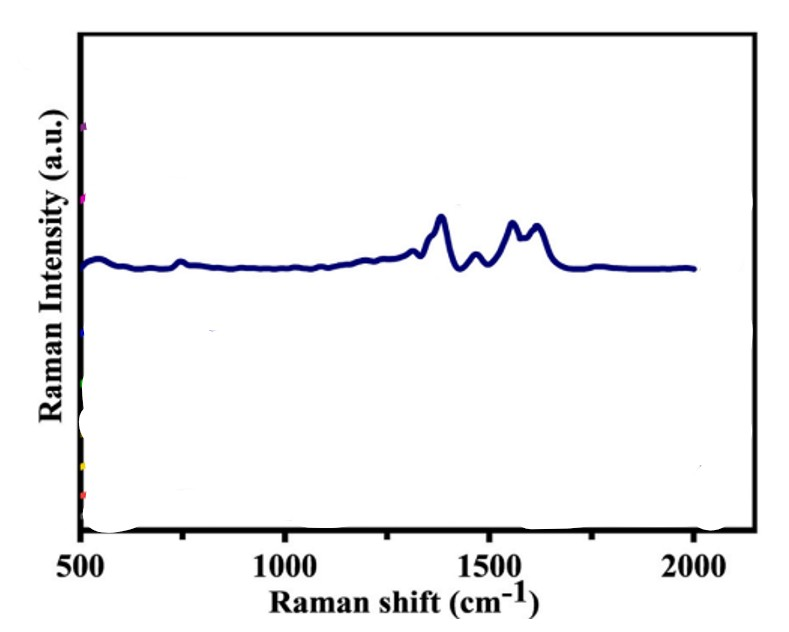 Raman Intensity (a.u.)
500 1000 1500 2000
Raman shift (cm-1)